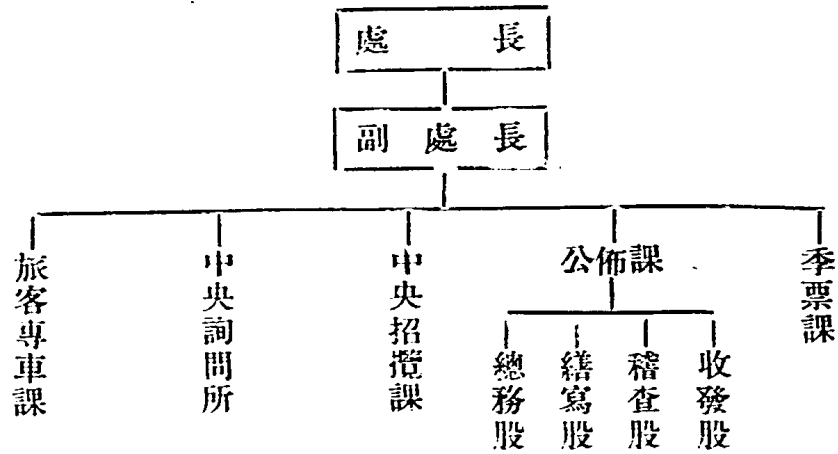 處長
副處長
旅客專車課
中央詢問所
中央招攬課
公佈課
季票課
總務股
繕寫股
稽查股
收發股